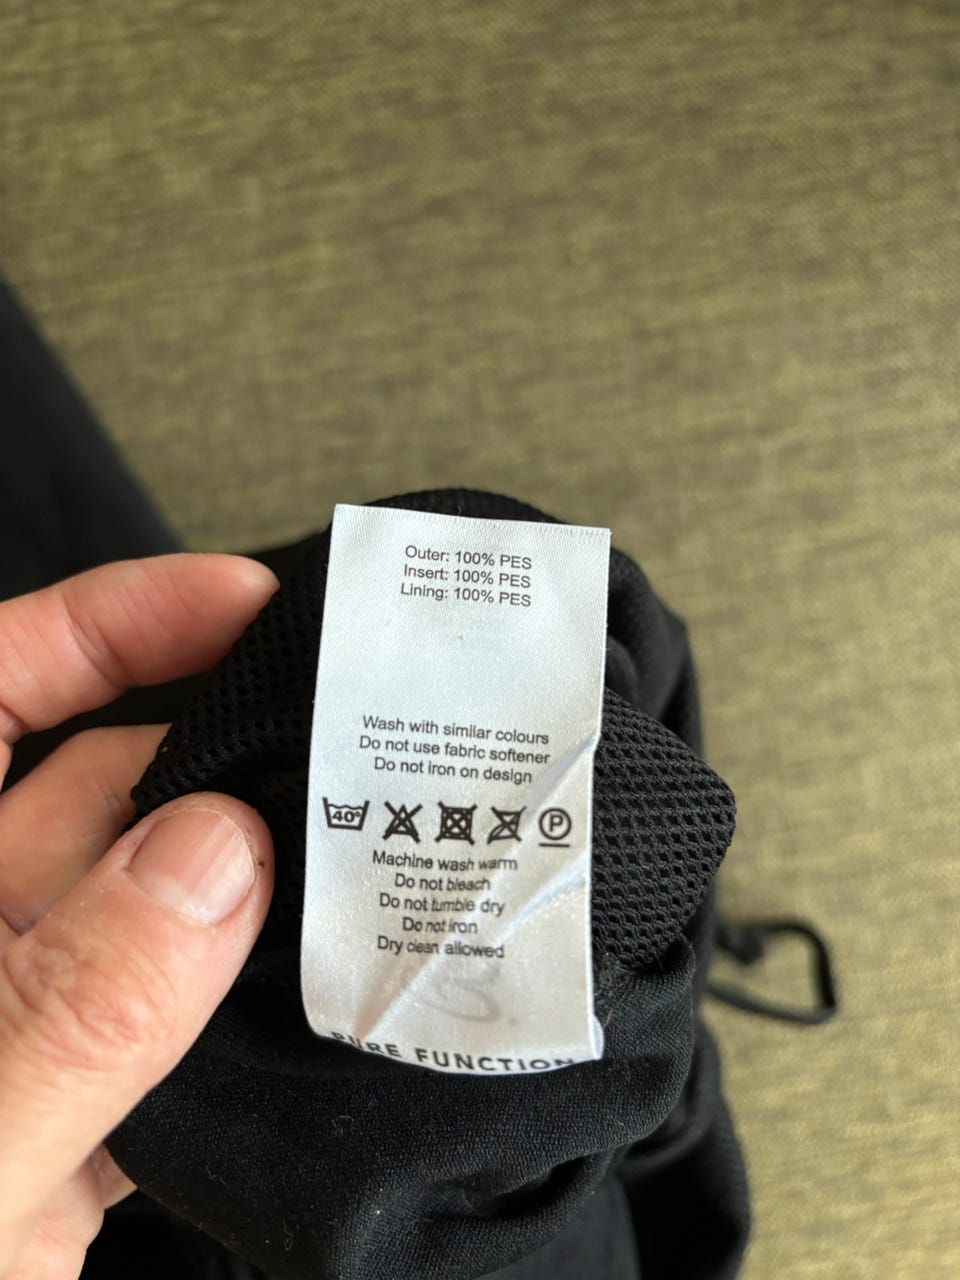 Outer: 100% PES
Insert: 100% PES
Lining: 100% PES
Wash with similar colours
Do not use fabric softener
Do not iron on design
40° P
Machine wash warm
Do not bleach
Do not tumble dry
Do not iron
Dry clean allowed
PURE FUNCTION